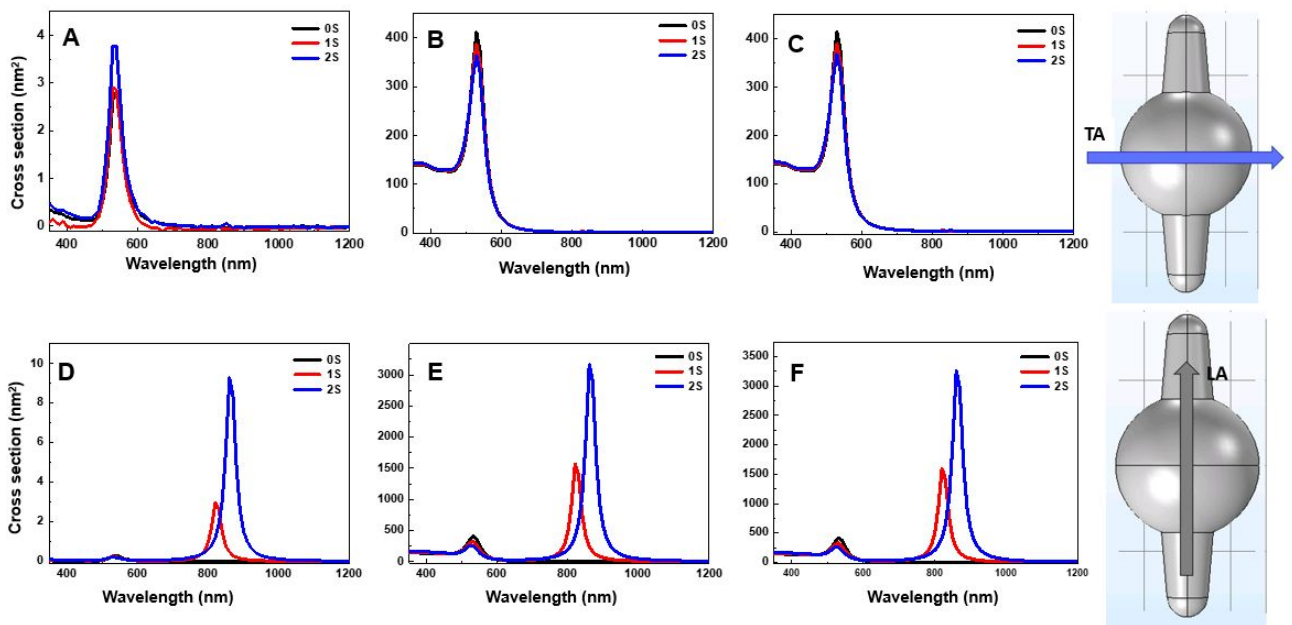 A
0S
1S
2S
Cross section (nm²)
4
3
2
1
0
400 600 800 1000 1200
Wavelength (nm)
B
0S
1S
2S
400
300
200
100
0
400 600 800 1000 1200
Wavelength (nm)
C
0S
1S
2S
400
300
200
100
0
400 600 800 1000 1200
Wavelength (nm)
TA
D
0S
1S
2S
Cross section (nm²)
10
8
6
4
2
0
400 600 800 1000 1200
Wavelength (nm)
E
0S
1S
2S
3000
2500
2000
1500
1000
500
0
400 600 800 1000 1200
Wavelength (nm)
F
0S
1S
2S
3500
3000
2500
2000
1500
1000
500
0
400 600 800 1000 1200
Wavelength (nm)
LA